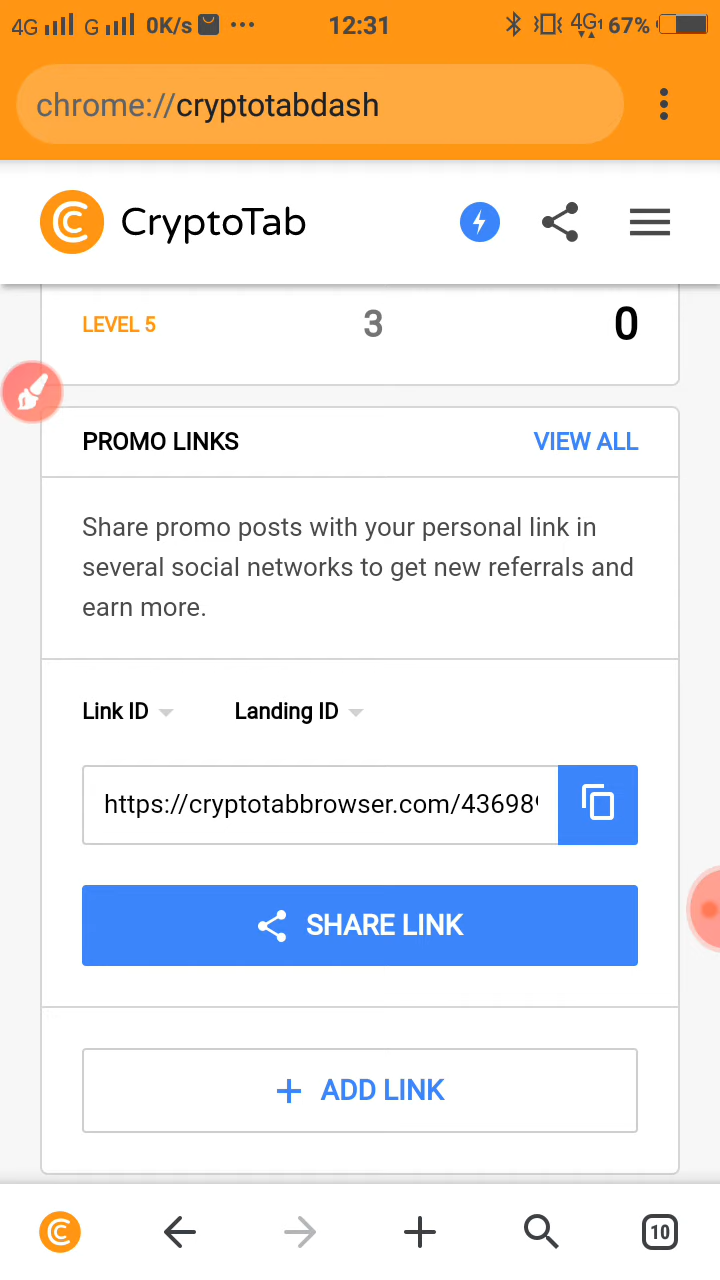 4G G 0K/s 12:31 4G1 67%
chrome://cryptotabdash
CryptoTab
LEVEL 5 3 0
PROMO LINKS VIEW ALL
Share promo posts with your personal link in
several social networks to get new referrals and
earn more.
Link ID Landing ID
https://cryptotabbrowser.com/43698
SHARE LINK
+ ADD LINK
10